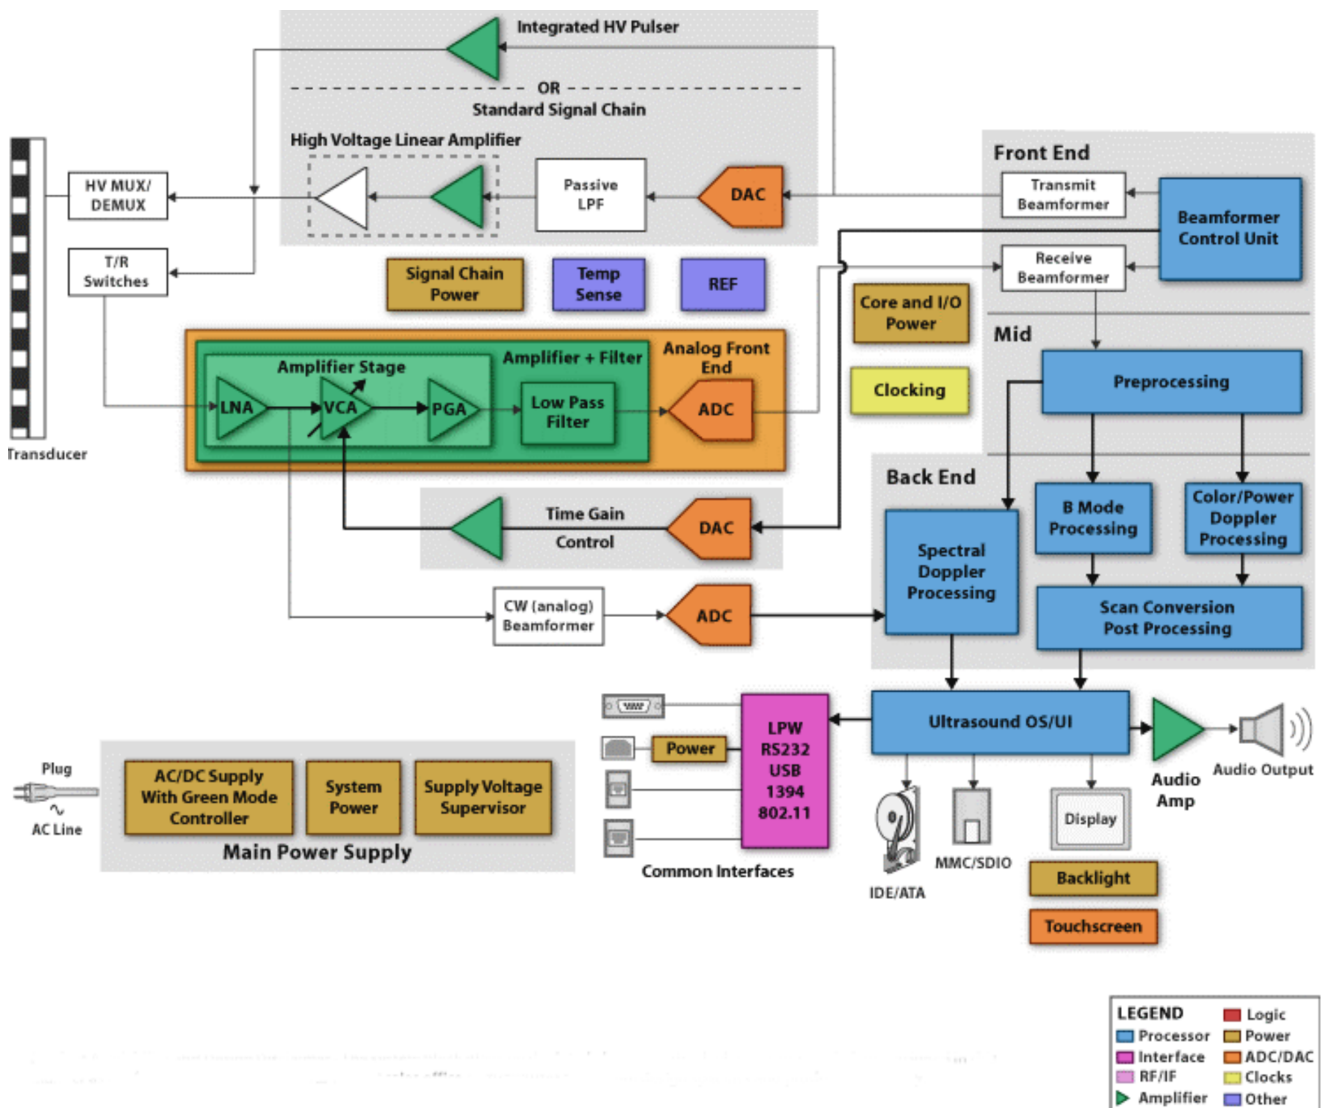 Integrated HV Pulser
OR
Standard Signal Chain
High Voltage Linear Amplifier
HV MUX/
DEMUX
Passive
LPF
DAC
Front End
Transmit
Beamformer
Beamformer
Control Unit
T/R
Switches
Receive
Beamformer
Signal Chain
Power
Temp
Sense
REF
Core and I/O
Power
Mid
Clocking
Preprocessing
Transducer
Amplifier Stage
Amplifier + Filter
Analog Front
End
LNA
VCA
PGA
Low Pass
Filter
ADC
Back End
Time Gain
Control
DAC
Spectral
Doppler
Processing
B Mode
Processing
Color/Power
Doppler
Processing
CW (analog)
Beamformer
ADC
Scan Conversion
Post Processing
Plug
AC Line
AC/DC Supply
With Green Mode
Controller
System
Power
Supply Voltage
Supervisor
Main Power Supply
Power
LPW
RS232
USB
1394
802.11
Common Interfaces
Ultrasound OS/UI
Audio
Amp
Audio Output
IDE/ATA
MMC/SDIO
Display
Backlight
Touchscreen
LEGEND
Processor
Interface
RF/IF
Amplifier
Logic
Power
ADC/DAC
Clocks
Other